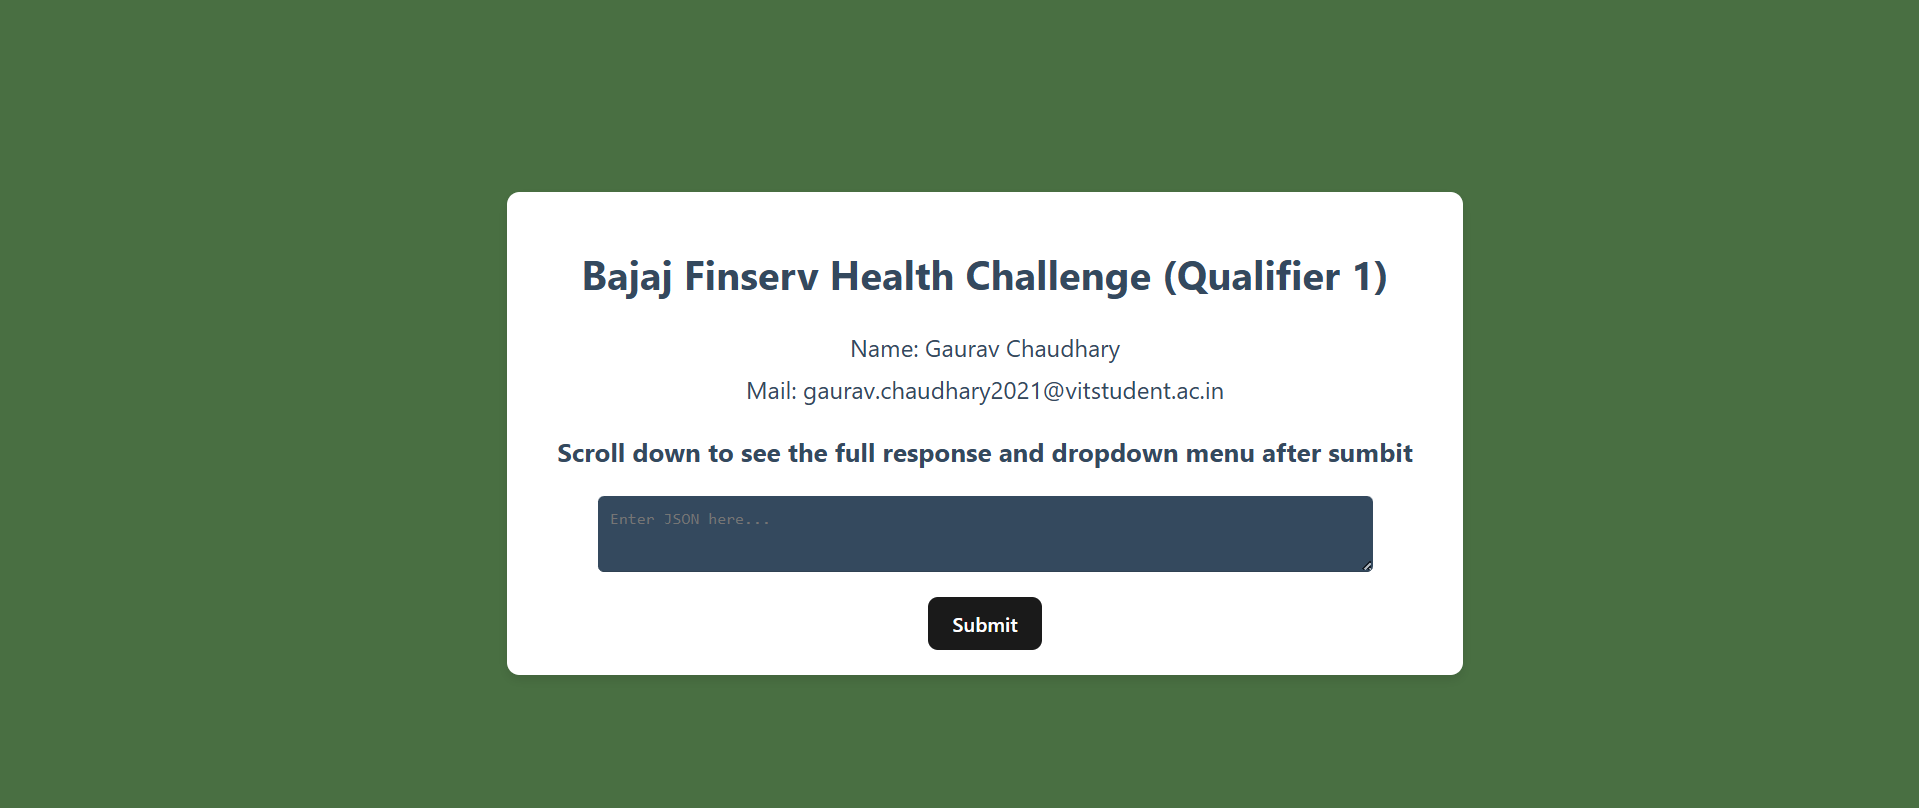 Bajaj Finserv Health Challenge (Qualifier 1)
Name: Gaurav Chaudhary
Mail: gaurav.chaudhary2021@vitstudent.ac.in
Scroll down to see the full response and dropdown menu after sumbit
Enter JSON here...
Submit